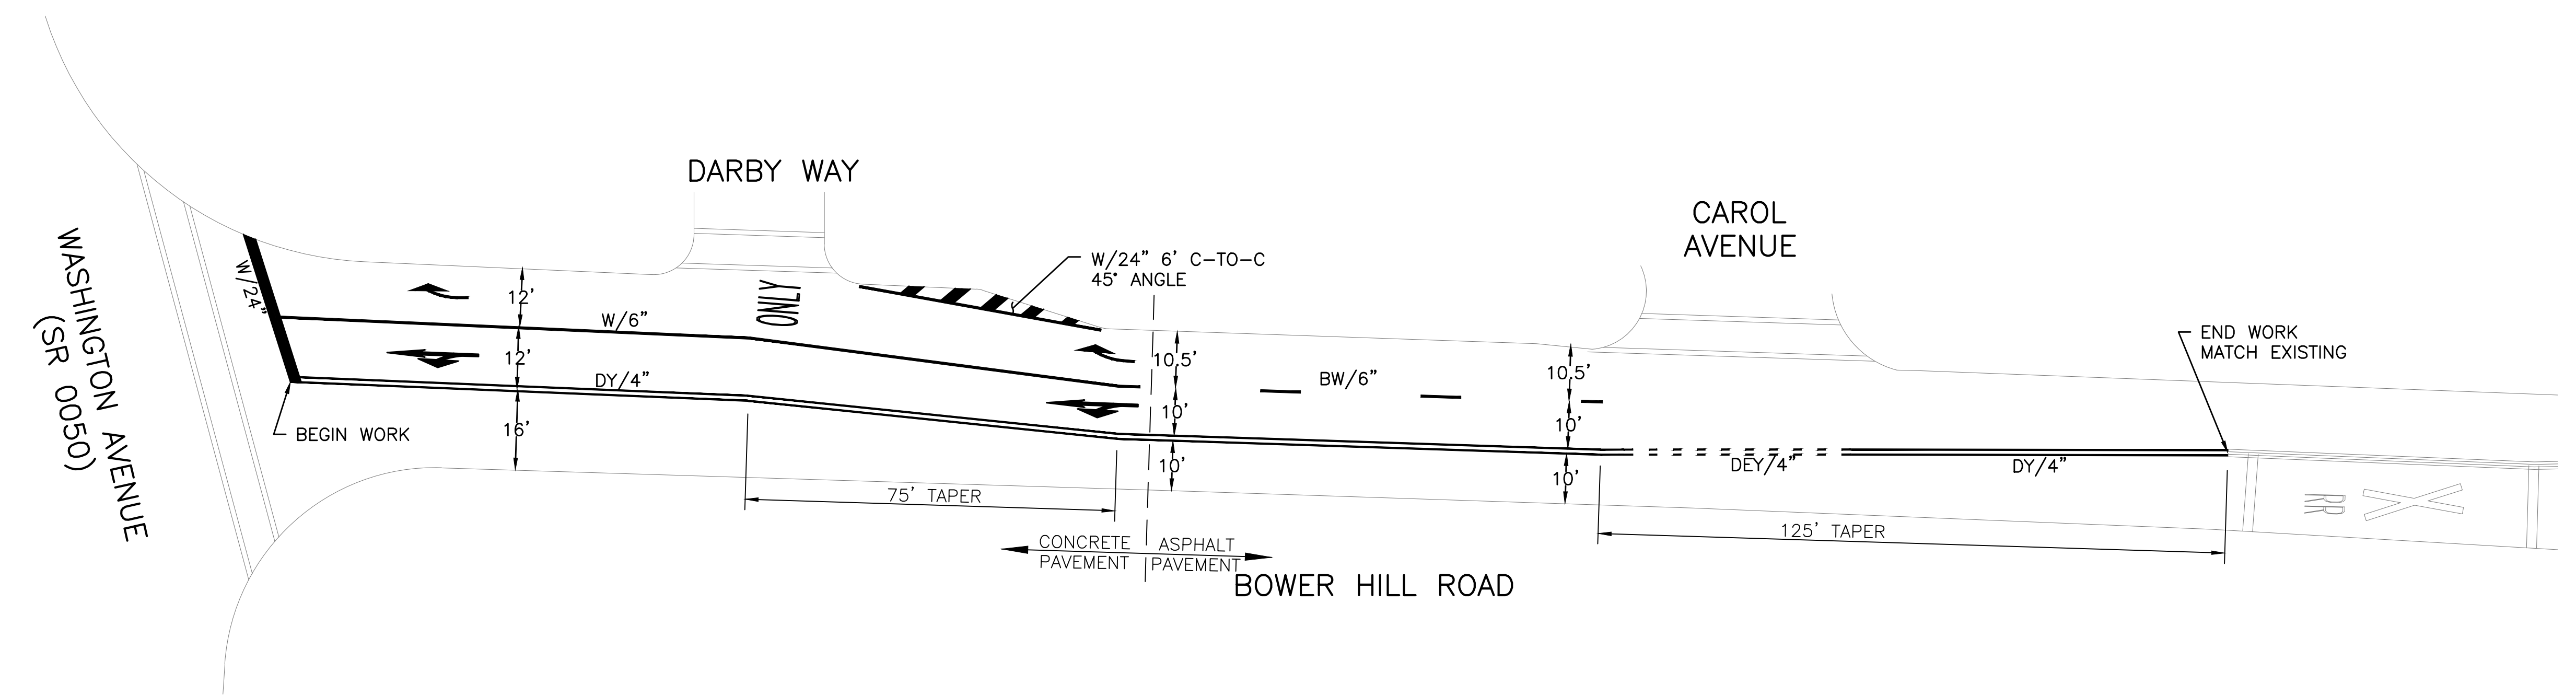 DARBY WAY
CAROL
AVENUE
WASHINGTON AVENUE
(SR 0050)
W/24"
12'
W/6"
ONLY
W/24" 6' C-TO-C
45° ANGLE
12'
DY/4"
16'
BEGIN WORK
75' TAPER
10.5'
10'
10'
BW/6"
10.5'
10'
10'
DEY/4"
DY/4"
END WORK
MATCH EXISTING
125' TAPER
CONCRETE
PAVEMENT
ASPHALT
PAVEMENT
BOWER HILL ROAD
R R